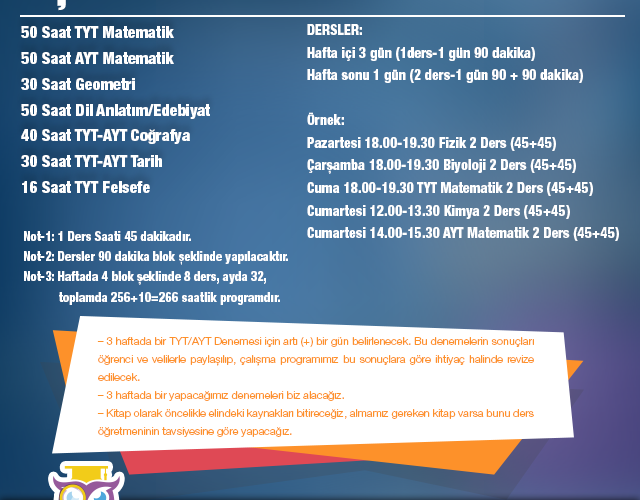 50 Saat TYT Matematik
50 Saat AYT Matematik
30 Saat Geometri
50 Saat Dil Anlatım/Edebiyat
40 Saat TYT-AYT Coğrafya
30 Saat TYT-AYT Tarih
16 Saat TYT Felsefe
Not-1: 1 Ders Saati 45 dakikadır.
Not-2: Dersler 90 dakika blok şeklinde yapılacaktır.
Not-3: Haftada 4 blok şeklinde 8 ders, ayda 32,
toplamda 256+10=266 saatlik programdır.
DERSLER:
Hafta içi 3 gün (1ders-1 gün 90 dakika)
Hafta sonu 1 gün (2 ders-1 gün 90 + 90 dakika)
Örnek:
Pazartesi 18.00-19.30 Fizik 2 Ders (45+45)
Çarşamba 18.00-19.30 Biyoloji 2 Ders (45+45)
Cuma 18.00-19.30 TYT Matematik 2 Ders (45+45)
Cumartesi 12.00-13.30 Kimya 2 Ders (45+45)
Cumartesi 14.00-15.30 AYT Matematik 2 Ders (45+45)
– 3 haftada bir TYT/AYT Denemesi için artı (+) bir gün belirlenecek. Bu denemelerin sonuçları
öğrenci ve velilerle paylaşılıp, çalışma programımız bu sonuçlara göre ihtiyaç halinde revize
edilecek.
– 3 haftada bir yapacağımız denemeleri biz alacağız.
– Kitap olarak öncelikle elindeki kaynakları bitireceğiz, almamız gereken kitap varsa bunu ders
öğretmeninin tavsiyesine göre yapacağız.